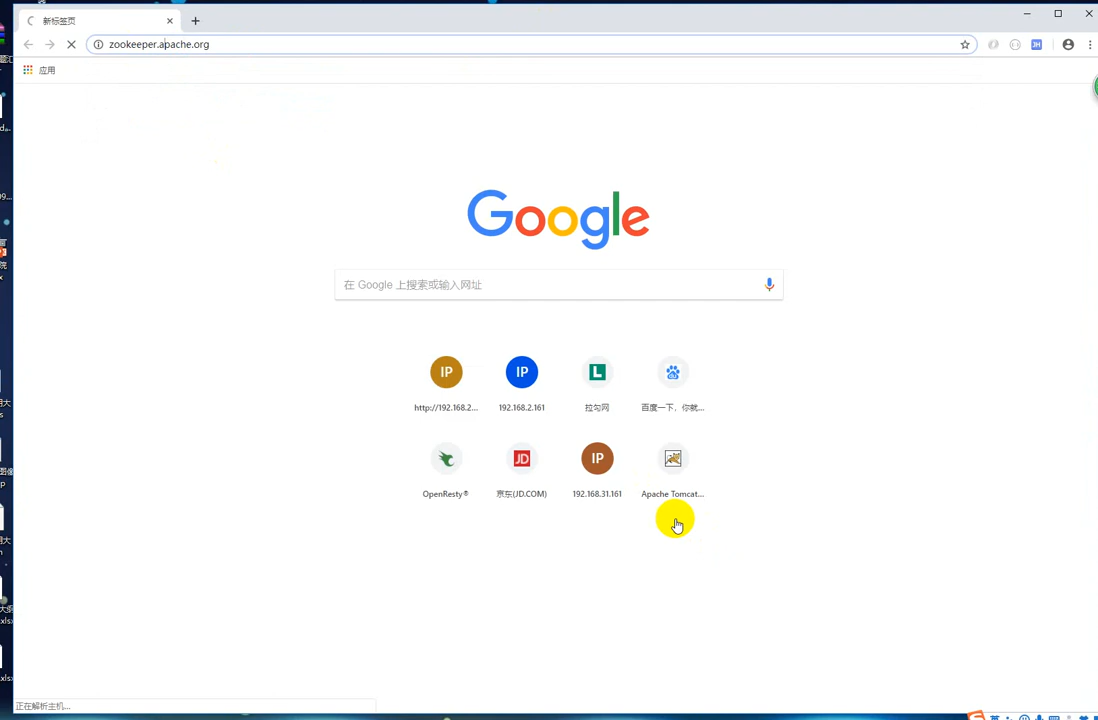 新标签页
zookeeper.apache.org
JH
应用
Google
在 Google 上搜索或输入网址
IP
IP
L
http://192.168.2...
192.168.2.161
拉勾网
百度一下，你就...
JD
IP
OpenResty®
京东(JD.COM)
192.168.31.161
Apache Tomcat...
正在解析主机...